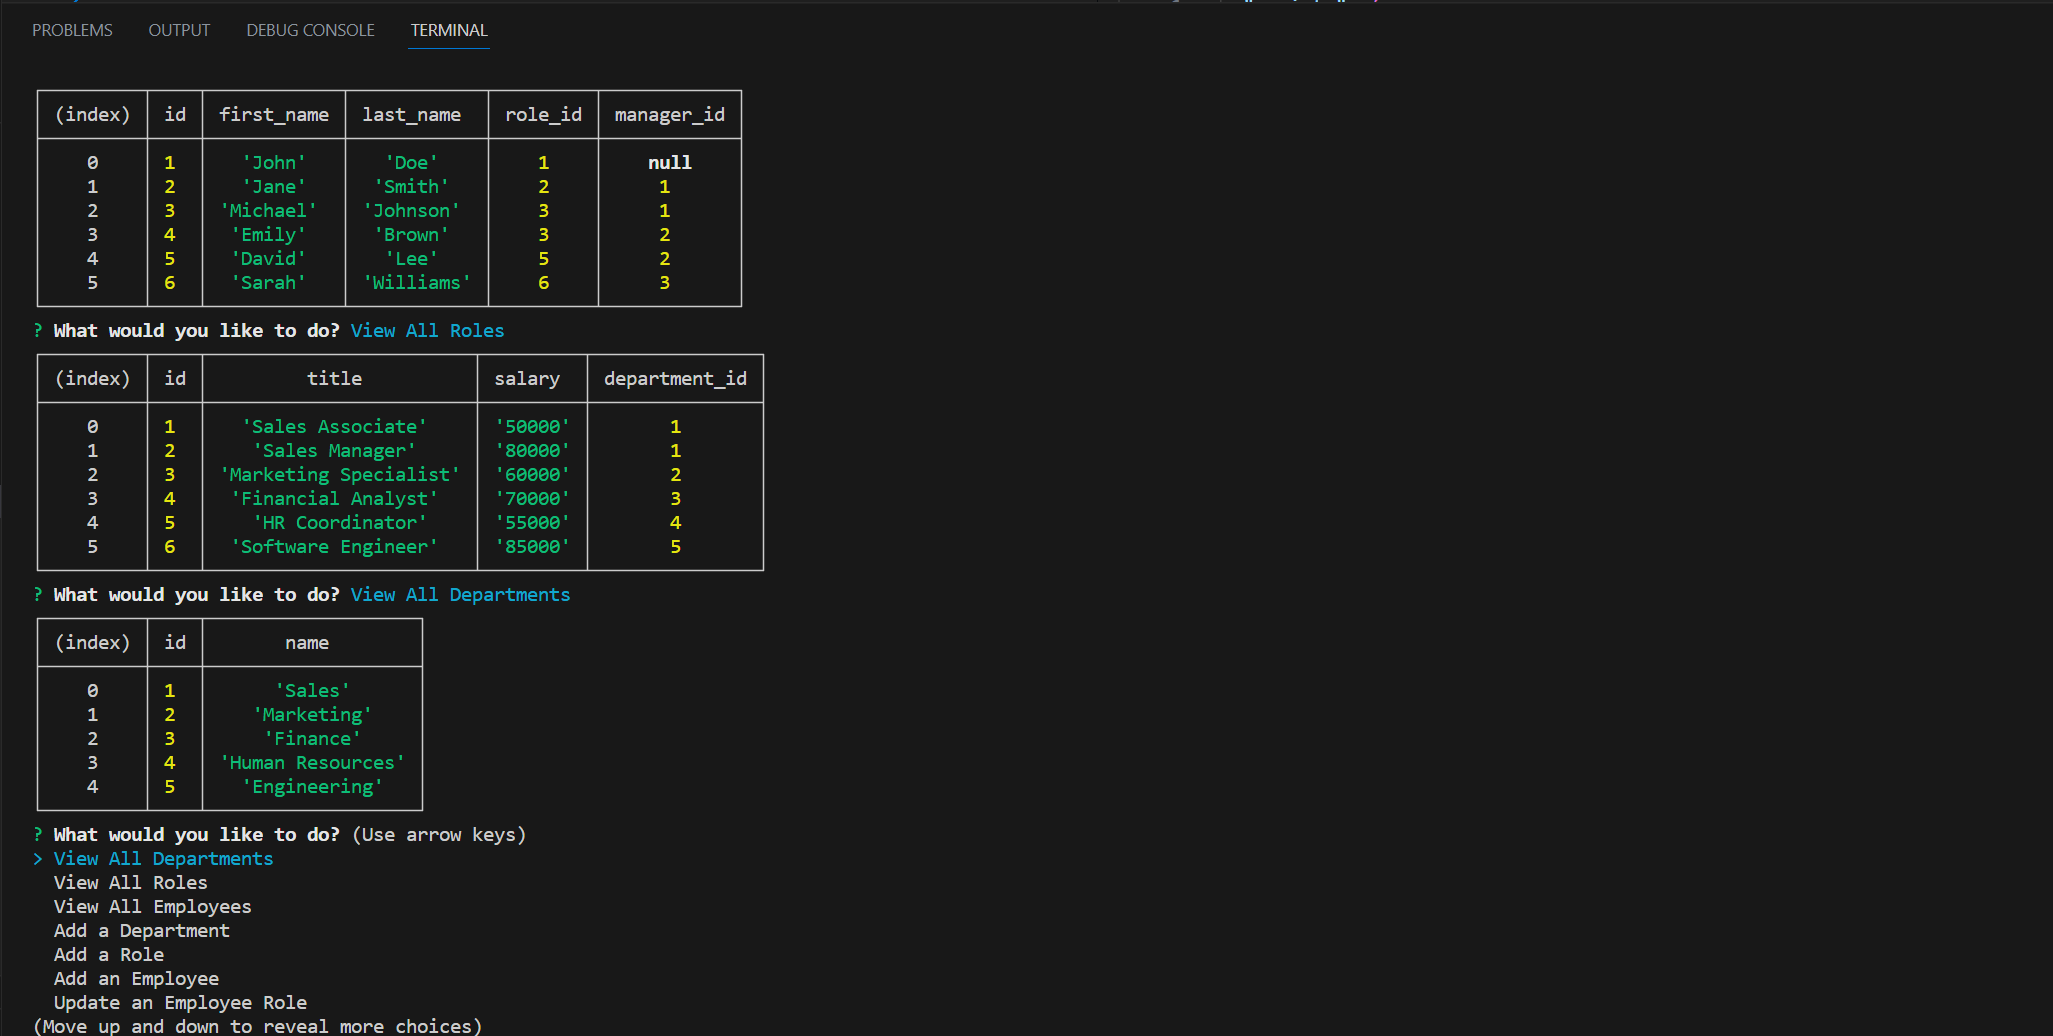 PROBLEMS OUTPUT DEBUG CONSOLE TERMINAL
(index) id first_name last_name role_id manager_id
0 1 'John' 'Doe' 1 null
1 2 'Jane' 'Smith' 2 1
2 3 'Michael' 'Johnson' 3 1
3 4 'Emily' 'Brown' 3 2
4 5 'David' 'Lee' 5 2
5 6 'Sarah' 'Williams' 6 3
? What would you like to do? View All Roles
(index) id title salary department_id
0 1 'Sales Associate' '50000' 1
1 2 'Sales Manager' '80000' 1
2 3 'Marketing Specialist' '60000' 2
3 4 'Financial Analyst' '70000' 3
4 5 'HR Coordinator' '55000' 4
5 6 'Software Engineer' '85000' 5
? What would you like to do? View All Departments
(index) id name
0 1 'Sales'
1 2 'Marketing'
2 3 'Finance'
3 4 'Human Resources'
4 5 'Engineering'
? What would you like to do? (Use arrow keys)
> View All Departments
View All Roles
View All Employees
Add a Department
Add a Role
Add an Employee
Update an Employee Role
(Move up and down to reveal more choices)